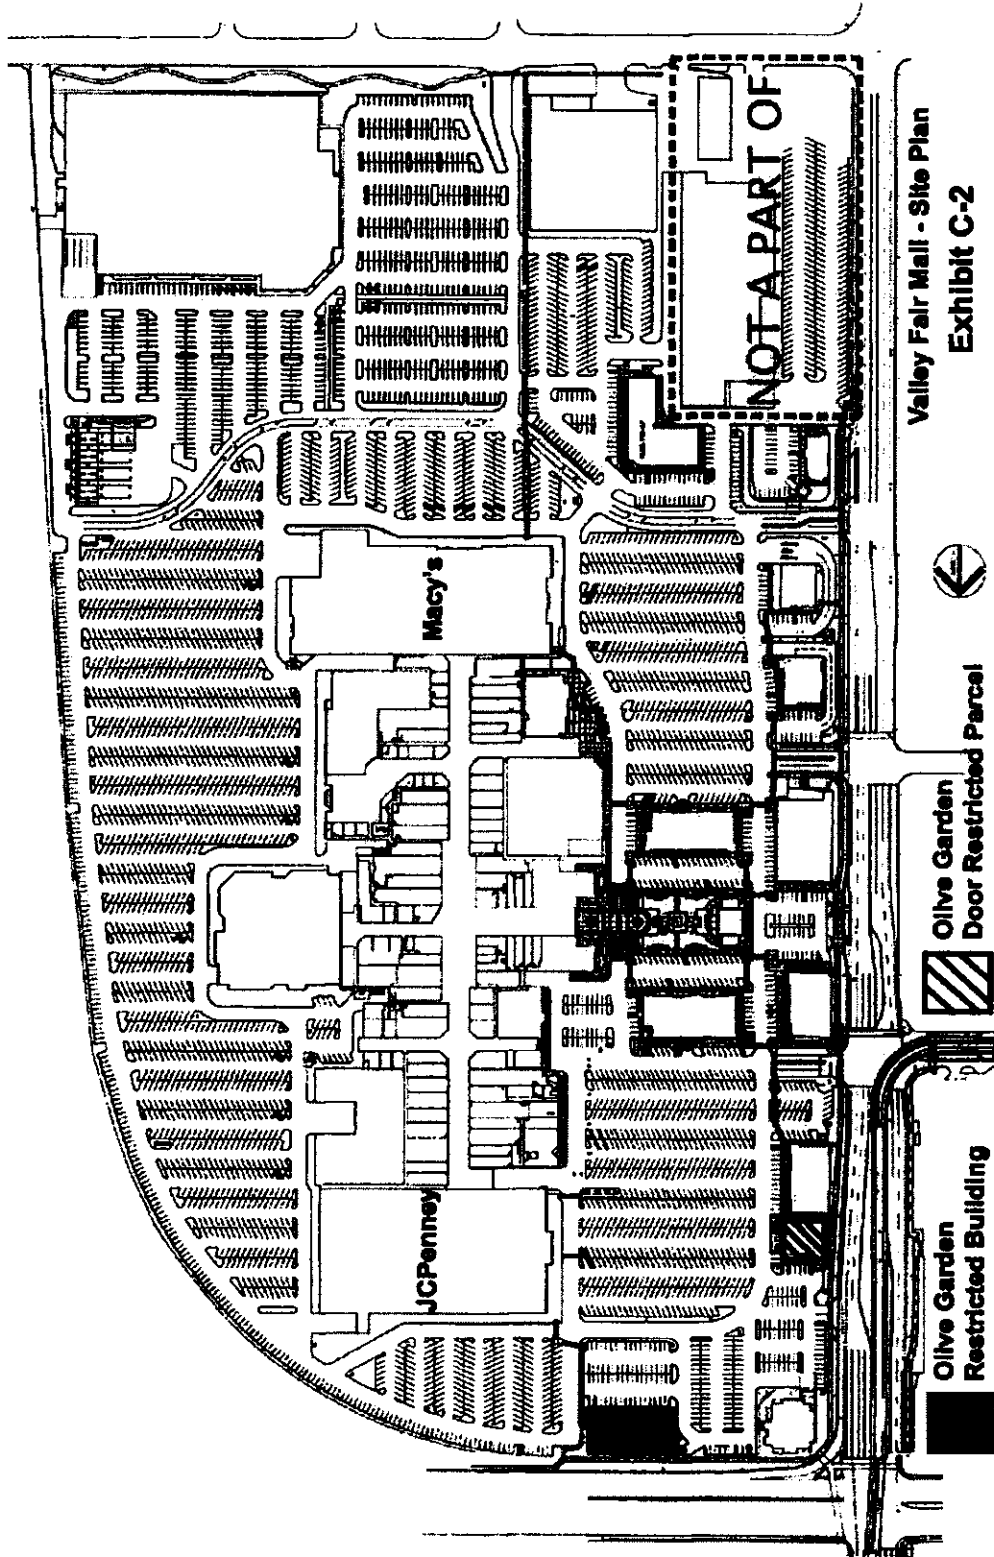 JCPenney
Macy's
NOT A PART OF
Valley Fair Mall - Site Plan
Exhibit C-2
Olive Garden
Restricted Building
Olive Garden
Door Restricted Parcel